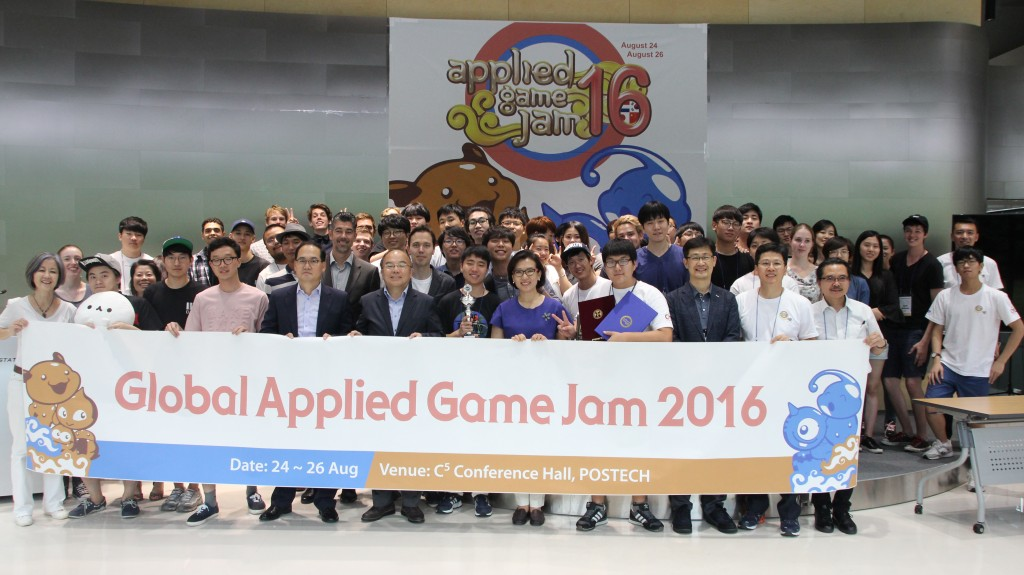 August 24
August 26
applied
game
jam 16
Global Applied Game Jam 2016
Date: 24 ~ 26 Aug
Venue: C⁵ Conference Hall, POSTECH